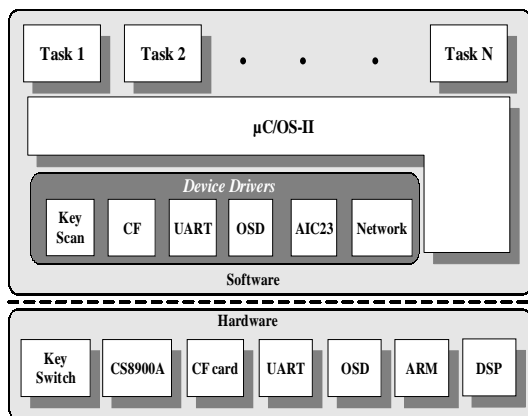 Task 1
Task 2
. . .
Task N
μC/OS-II
Device Drivers
Key
Scan
CF
UART
OSD
AIC23
Network
Software
Hardware
Key
Switch
CS8900A
CF card
UART
OSD
ARM
DSP